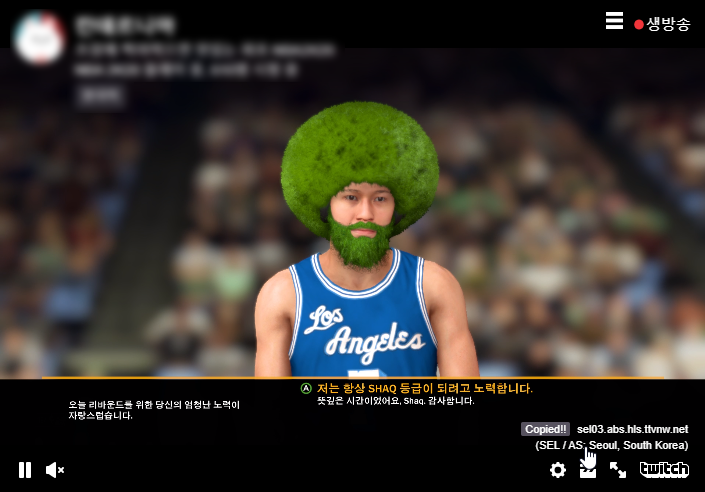 생방송
Los
Angeles
A 저는 항상 SHAQ 등급이 되려고 노력합니다.
뜻깊은 시간이었어요, Shaq. 감사합니다.
오늘 리바운드를 위한 당신의 엄청난 노력이
자랑스럽습니다.
Copied!! sel03.abs.hls.ttvnw.net
(SEL / AS: Seoul, South Korea)
twitch